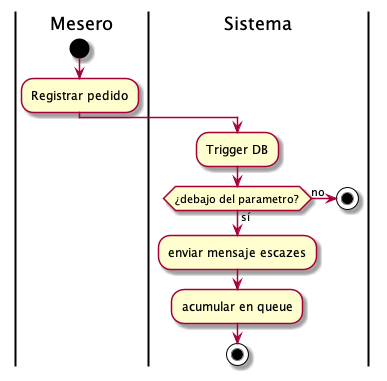 Mesero
Sistema
Registrar pedido
Trigger DB
¿debajo del parametro?
no
sí
enviar mensaje escazes
acumular en queue